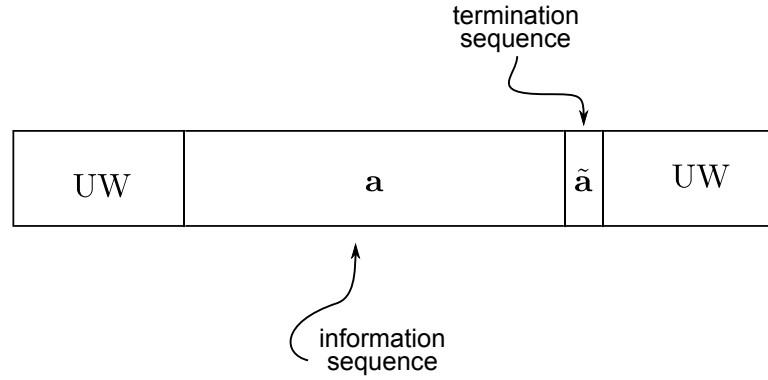 termination
sequence
UW a ã UW
information
sequence